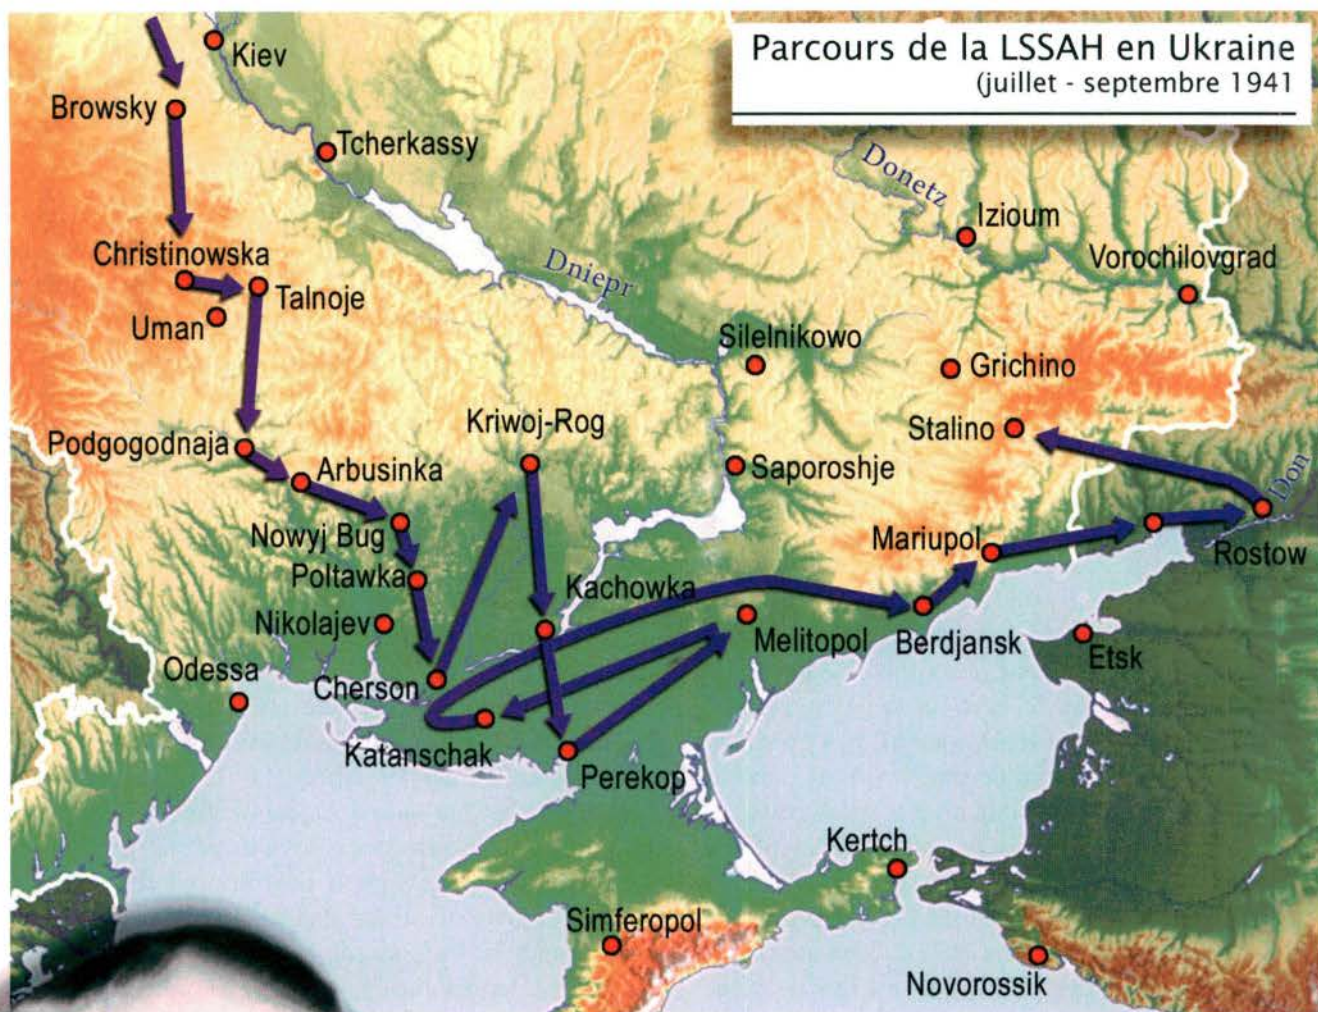 Parcours de la LSSAH en Ukraine
(juillet - septembre 1941
Kiev
Browsky
Tcherkassy
Donetz
Izioum
Christinowska
Vorochilovgrad
Dniepr
Talnoje
Uman
Silelnikowo
Grichino
Kriwoj-Rog
Stalino
Podgogodnaja
Arbusinka
Saporoshje
Don
Nowyj Bug
Mariupol
Rostow
Poltawka
Kachowka
Nikolajev
Melitopol
Berdjansk
Etsk
Odessa
Cherson
Katanschak
Perekop
Kertch
Simferopol
Novorossik